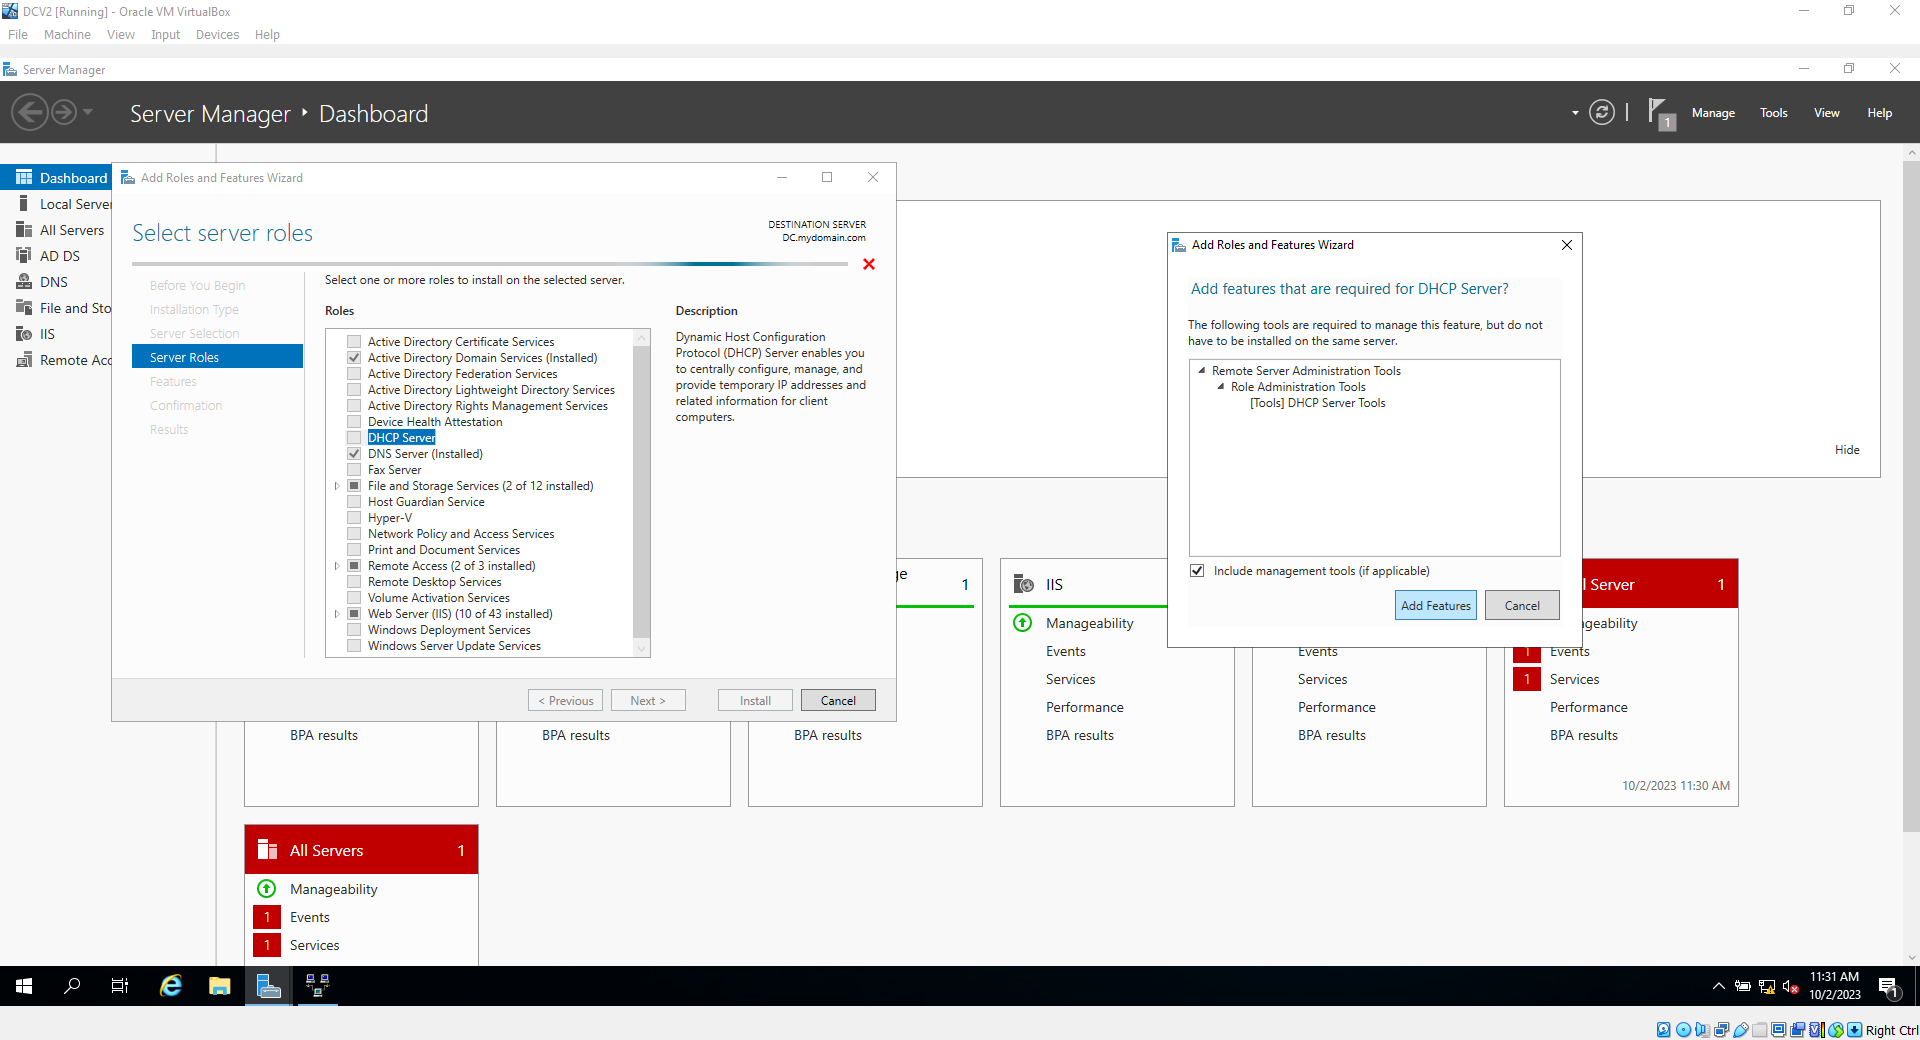 DCV2 [Running] - Oracle VM VirtualBox
File Machine View Input Devices Help
Server Manager
Server Manager ‣ Dashboard
1
Manage Tools View Help
Dashboard
Local Server
All Servers
AD DS
DNS
File and Sto
IIS
Remote Acc
Add Roles and Features Wizard
Select server roles
DESTINATION SERVER
DC.mydomain.com
Before You Begin
Installation Type
Server Selection
Server Roles
Features
Confirmation
Results
Select one or more roles to install on the selected server.
Roles
Active Directory Certificate Services
Active Directory Domain Services (Installed)
Active Directory Federation Services
Active Directory Lightweight Directory Services
Active Directory Rights Management Services
Device Health Attestation
DHCP Server
DNS Server (Installed)
Fax Server
File and Storage Services (2 of 12 installed)
Host Guardian Service
Hyper-V
Network Policy and Access Services
Print and Document Services
Remote Access (2 of 3 installed)
Remote Desktop Services
Volume Activation Services
Web Server (IIS) (10 of 43 installed)
Windows Deployment Services
Windows Server Update Services
Description
Dynamic Host Configuration
Protocol (DHCP) Server enables you
to centrally configure, manage, and
provide temporary IP addresses and
related information for client
computers.
< Previous
Next >
Install
Cancel
Add Roles and Features Wizard
Add features that are required for DHCP Server?
The following tools are required to manage this feature, but do not
have to be installed on the same server.
Remote Server Administration Tools
Role Administration Tools
[Tools] DHCP Server Tools
Include management tools (if applicable)
Add Features
Cancel
Hide
BPA results
BPA results
ge 1
BPA results
IIS
Manageability
Events
Services
Performance
BPA results
Events
Services
Performance
BPA results
l Server 1
geability
1 Events
1 Services
Performance
BPA results
10/2/2023 11:30 AM
All Servers 1
Manageability
1 Events
1 Services
11:31 AM
10/2/2023
1
Right Ctrl